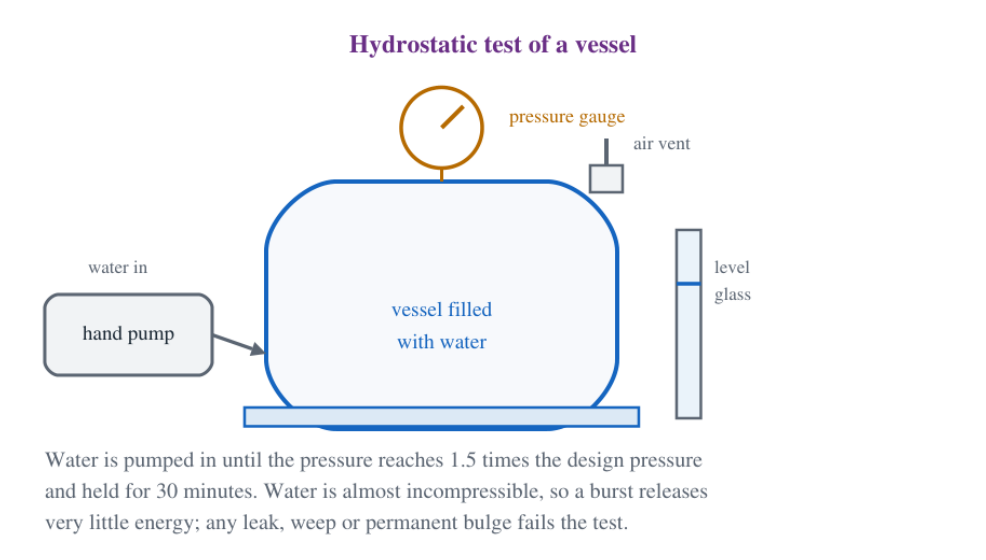 Hydrostatic test of a vessel
pressure gauge
air vent
water in
level
glass
hand pump
vessel filled
with water
Water is pumped in until the pressure reaches 1.5 times the design pressure
and held for 30 minutes. Water is almost incompressible, so a burst releases
very little energy; any leak, weep or permanent bulge fails the test.